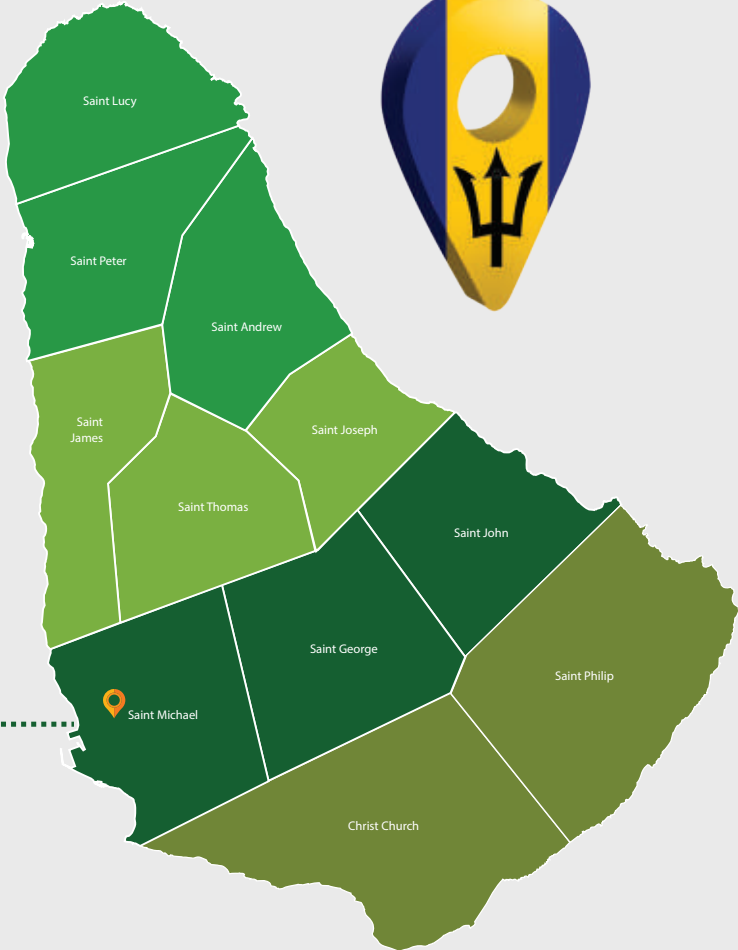 Saint Lucy
Saint Peter
Saint Andrew
Saint
James
Saint Joseph
Saint Thomas
Saint John
Saint George
Saint Philip
Saint Michael
Christ Church